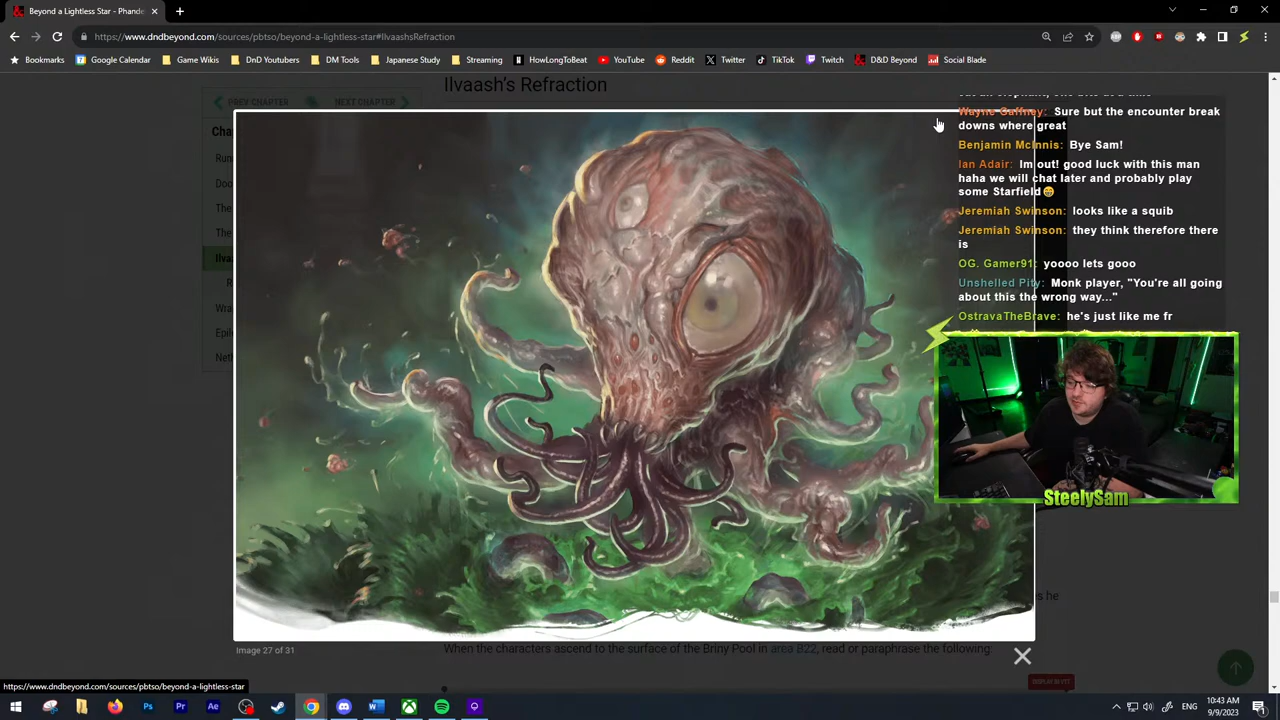 Beyond a Lightless Star - Phande
https://www.dndbeyond.com/sources/pbtso/beyond-a-lightless-star#IlvaashsRefraction
Bookmarks Google Calendar Game Wikis DnD Youtubers DM Tools Japanese Study Streaming HowLongToBeat YouTube Reddit Twitter TikTok Twitch D&D Beyond Social Blade
Ilvaash's Refraction
PREV CHAPTER NEXT CHAPTER
Wayne Gaffney: Sure but the encounter break
downs where great
Benjamin McInnis: Bye Sam!
Ian Adair: Im out! good luck with this man
haha we will chat later and probably play
some Starfield😄
Jeremiah Swinson: looks like a squib
Jeremiah Swinson: they think therefore there
is
OG. Gamer91: yoooo lets gooo
Unshelled Pity: Monk player, "You're all going
about this the wrong way..."
OstravaTheBrave: he's just like me fr
SteelySam
Image 27 of 31
When the characters ascend to the surface of the Briny Pool in area B22, read or paraphrase the following:
https://www.dndbeyond.com/sources/pbtso/beyond-a-lightless-star
ENG
10:43 AM
9/9/2023